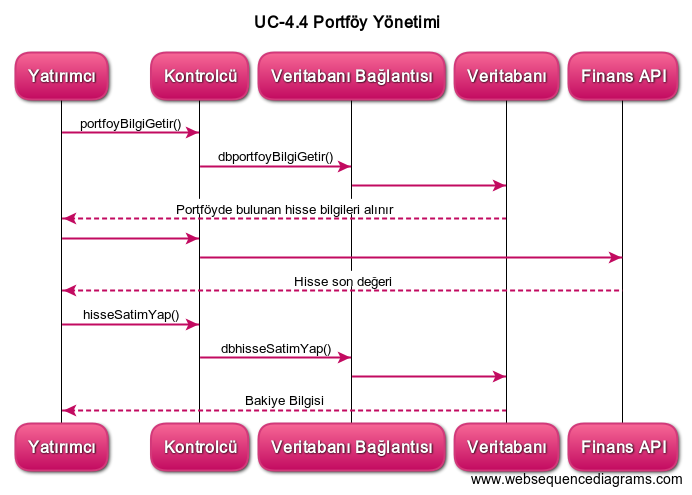 UC-4.4 Portföy Yönetimi
Yatırımcı
Kontrolcü
Veritabanı Bağlantısı
Veritabanı
Finans API
portfoyBilgiGetir()
dbportfoyBilgiGetir()
Portföyde bulunan hisse bilgileri alınır
Hisse son değeri
hisseSatimYap()
dbhisseSatimYap()
Bakiye Bilgisi
Yatırımcı
Kontrolcü
Veritabanı Bağlantısı
Veritabanı
Finans API
www.websequencediagrams.com